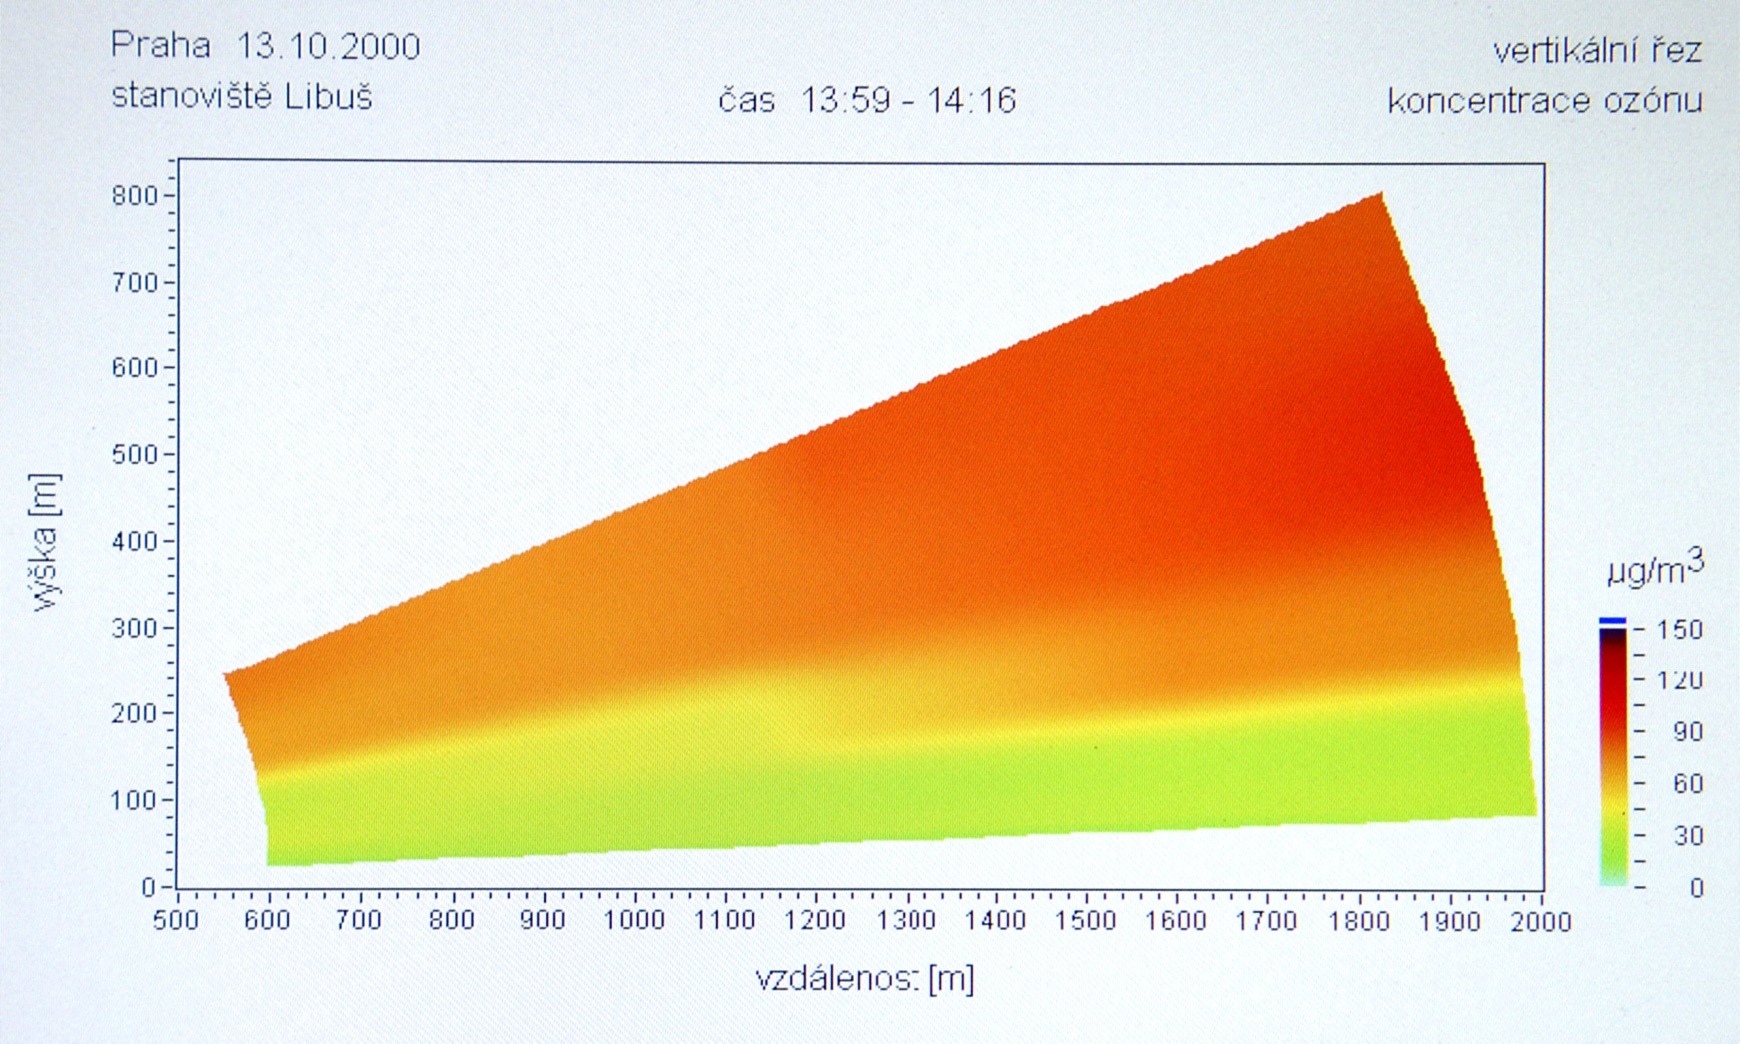 Praha 13.10.2000
stanoviště Libuš
čas 13:59 - 14:16
vertikální řez
koncentrace ozónu
800
700
600
500
400
300
200
100
0
výška [m]
500 600 700 800 900 1000 1100 1200 1300 1400 1500 1600 1700 1800 1900 2000
vzdálenost [m]
µg/m³
150
120
90
60
30
0